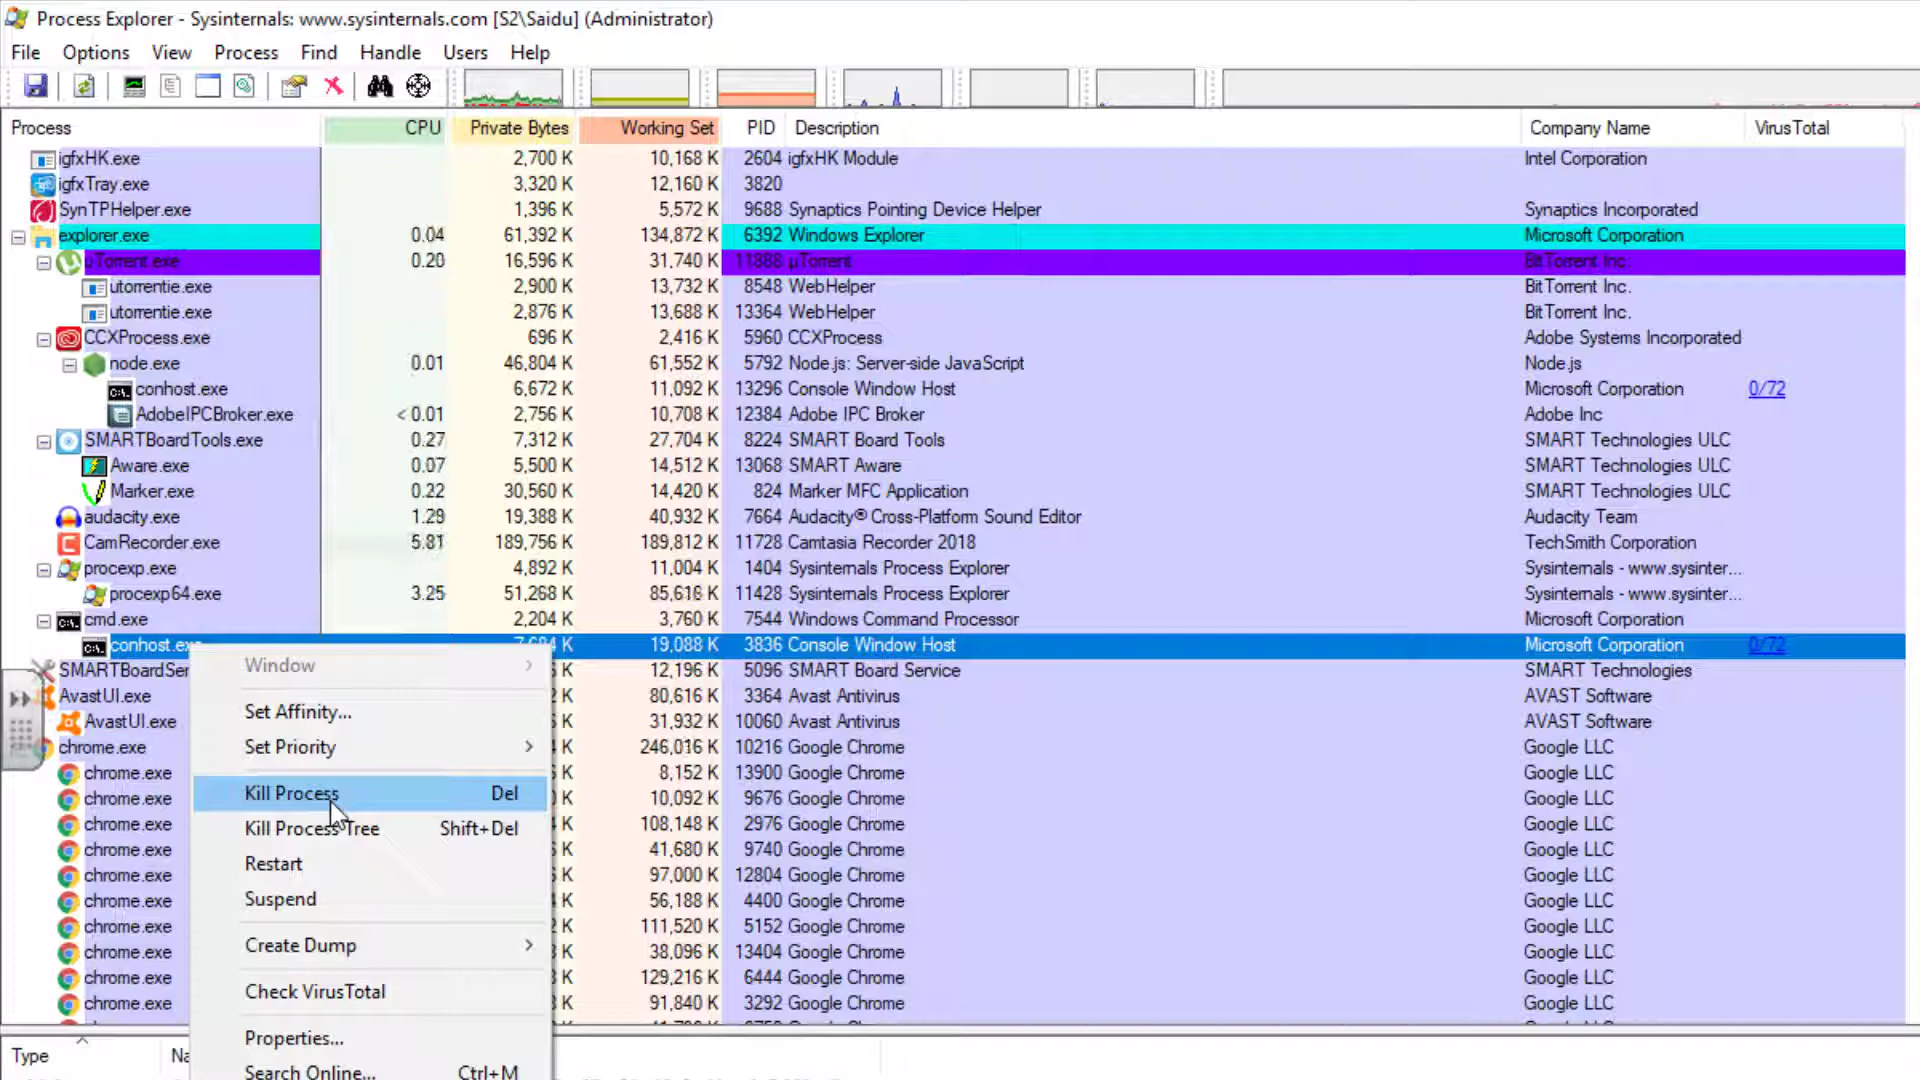 Process Explorer - Sysinternals: www.sysinternals.com [S2\Saidu] (Administrator)
File Options View Process Find Handle Users Help
Process CPU Private Bytes Working Set PID Description Company Name VirusTotal
igfxHK.exe 2,700 K 10,168 K 2604 igfxHK Module Intel Corporation
igfxTray.exe 3,320 K 12,160 K 3820
SynTPHelper.exe 1,396 K 5,572 K 9688 Synaptics Pointing Device Helper Synaptics Incorporated
explorer.exe 0.04 61,392 K 134,872 K 6392 Windows Explorer Microsoft Corporation
µTorrent.exe 0.20 16,596 K 31,740 K 11888 µTorrent BitTorrent Inc.
utorrentie.exe 2,900 K 13,732 K 8548 WebHelper BitTorrent Inc.
utorrentie.exe 2,876 K 13,688 K 13364 WebHelper BitTorrent Inc.
CCXProcess.exe 696 K 2,416 K 5960 CCXProcess Adobe Systems Incorporated
node.exe 0.01 46,804 K 61,552 K 5792 Node.js: Server-side JavaScript Node.js
conhost.exe 6,672 K 11,092 K 13296 Console Window Host Microsoft Corporation 0/72
AdobeIPCBroker.exe < 0.01 2,756 K 10,708 K 12384 Adobe IPC Broker Adobe Inc
SMARTBoardTools.exe 0.27 7,312 K 27,704 K 8224 SMART Board Tools SMART Technologies ULC
Aware.exe 0.07 5,500 K 14,512 K 13068 SMART Aware SMART Technologies ULC
Marker.exe 0.22 30,560 K 14,420 K 824 Marker MFC Application SMART Technologies ULC
audacity.exe 1.29 19,388 K 40,932 K 7664 Audacity® Cross-Platform Sound Editor Audacity Team
CamRecorder.exe 5.81 189,756 K 189,812 K 11728 Camtasia Recorder 2018 TechSmith Corporation
procexp.exe 4,892 K 11,004 K 1404 Sysinternals Process Explorer Sysinternals - www.sysinter...
procexp64.exe 3.25 51,268 K 85,616 K 11428 Sysinternals Process Explorer Sysinternals - www.sysinter...
cmd.exe 2,204 K 3,760 K 7544 Windows Command Processor Microsoft Corporation
conhost.exe 7,684 K 19,088 K 3836 Console Window Host Microsoft Corporation 0/72
Window
SMARTBoardSer 12,196 K 5096 SMART Board Service SMART Technologies
AvastUI.exe 80,616 K 3364 Avast Antivirus AVAST Software
Set Affinity...
AvastUI.exe 31,932 K 10060 Avast Antivirus AVAST Software
chrome.exe Set Priority 246,016 K 10216 Google Chrome Google LLC
chrome.exe 8,152 K 13900 Google Chrome Google LLC
Kill Process Del
chrome.exe 10,092 K 9676 Google Chrome Google LLC
chrome.exe Kill Process Tree Shift+Del 108,148 K 2976 Google Chrome Google LLC
chrome.exe 41,680 K 9740 Google Chrome Google LLC
Restart
chrome.exe 97,000 K 12804 Google Chrome Google LLC
chrome.exe Suspend 56,188 K 4400 Google Chrome Google LLC
chrome.exe 111,520 K 5152 Google Chrome Google LLC
chrome.exe Create Dump 38,096 K 13404 Google Chrome Google LLC
chrome.exe 129,216 K 6444 Google Chrome Google LLC
Check VirusTotal
chrome.exe 91,840 K 3292 Google Chrome Google LLC
Properties...
Type Na
Search Online... Ctrl+M